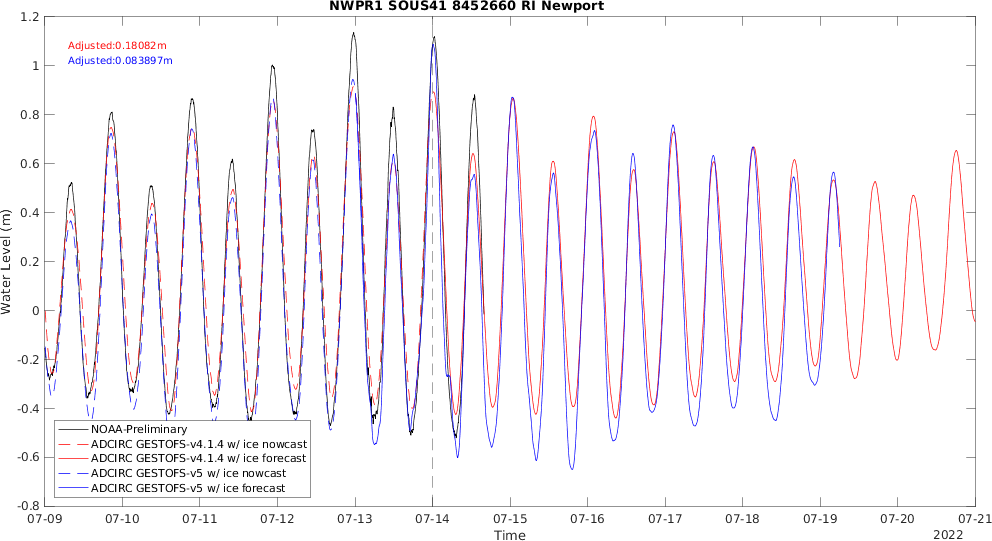 NWPR1 SOUS41 8452660 RI Newport
Adjusted:0.18082m
Adjusted:0.083897m
Water Level (m)
1.2
1
0.8
0.6
0.4
0.2
0
-0.2
-0.4
-0.6
-0.8
NOAA-Preliminary
ADCIRC GESTOFS-v4.1.4 w/ ice nowcast
ADCIRC GESTOFS-v4.1.4 w/ ice forecast
ADCIRC GESTOFS-v5 w/ ice nowcast
ADCIRC GESTOFS-v5 w/ ice forecast
07-09 07-10 07-11 07-12 07-13 07-14 07-15 07-16 07-17 07-18 07-19 07-20 07-21
Time
2022